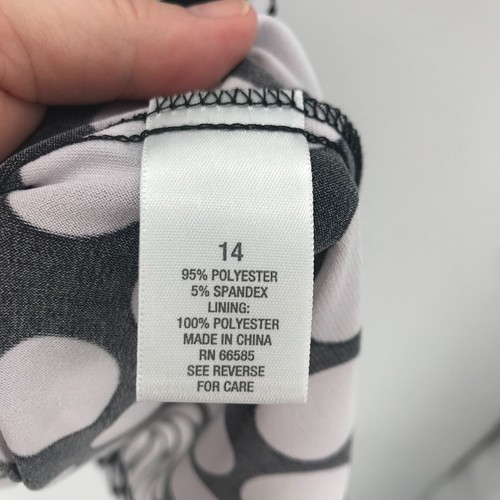 14
95% POLYESTER
5% SPANDEX
LINING:
100% POLYESTER
MADE IN CHINA
RN 66585
SEE REVERSE
FOR CARE